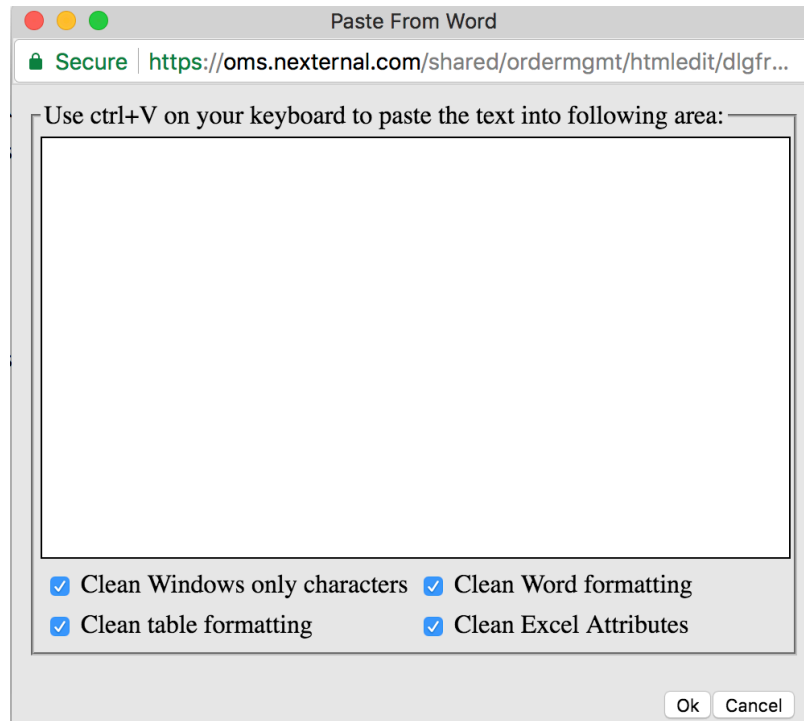 Paste From Word
Secure https://oms.nexternal.com/shared/ordermgmt/htmledit/dlgfr...
Use ctrl+V on your keyboard to paste the text into following area:
Clean Windows only characters Clean Word formatting
Clean table formatting Clean Excel Attributes
Ok Cancel